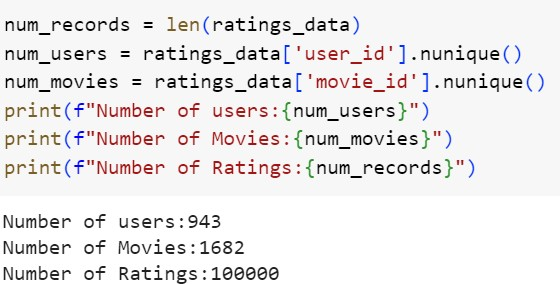 num_records = len(ratings_data)
num_users = ratings_data['user_id'].nunique()
num_movies = ratings_data['movie_id'].nunique()
print(f"Number of users:{num_users}")
print(f"Number of Movies:{num_movies}")
print(f"Number of Ratings:{num_records}")
Number of users:943
Number of Movies:1682
Number of Ratings:100000